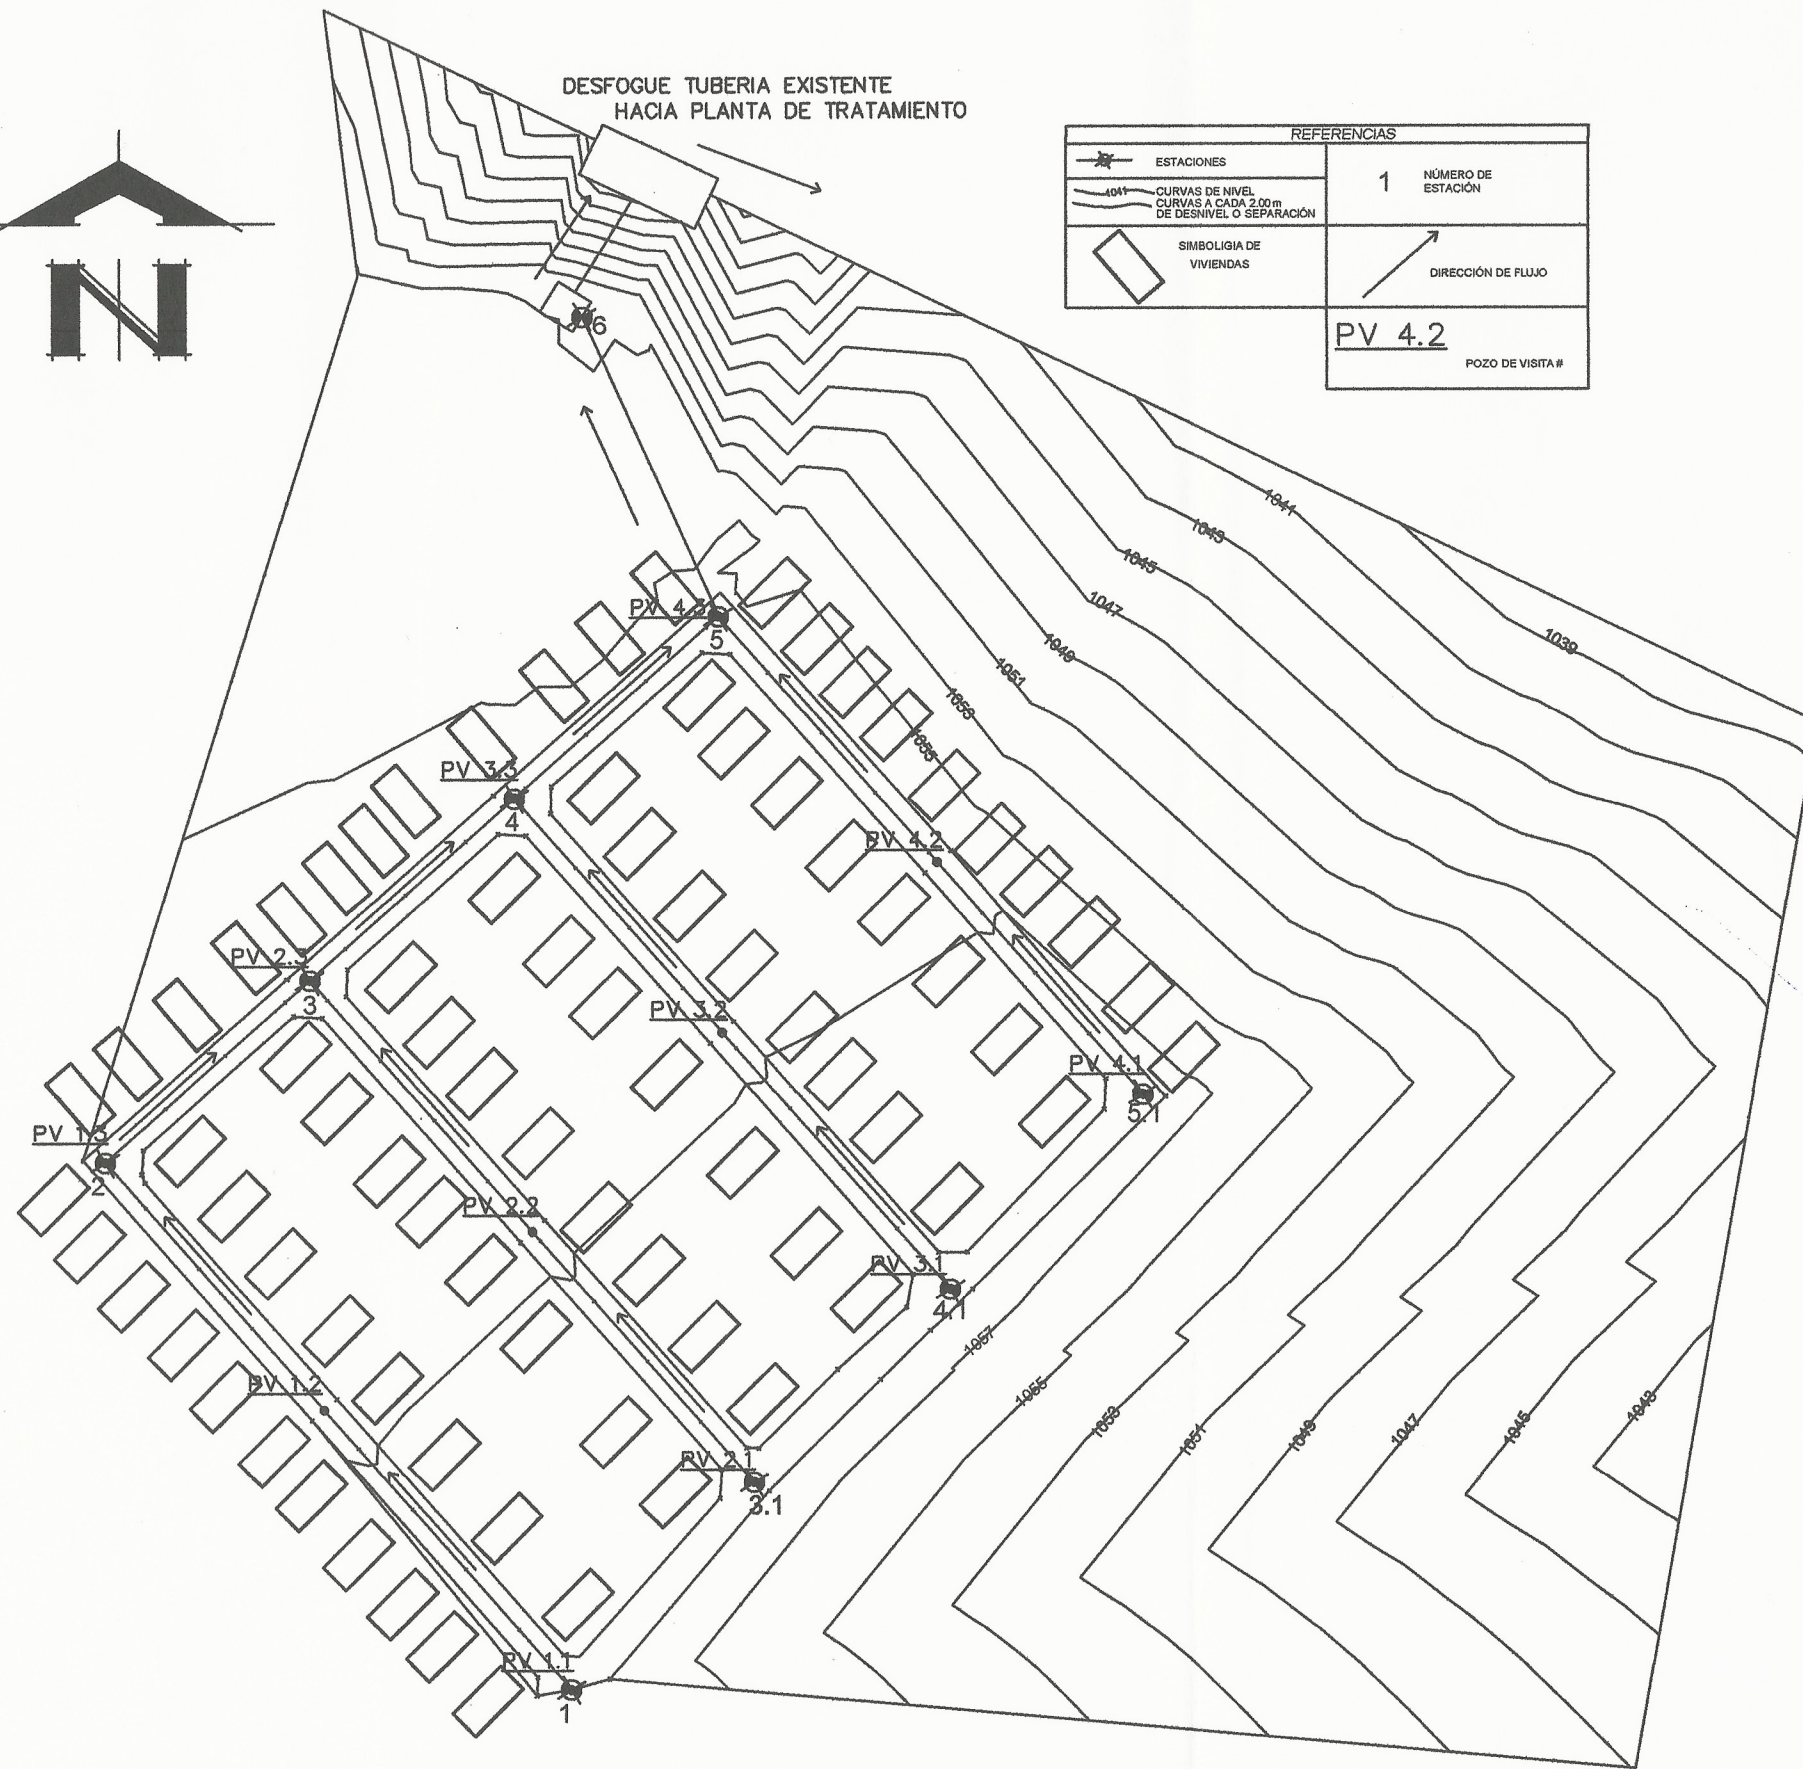 DESFOGUE TUBERIA EXISTENTE
HACIA PLANTA DE TRATAMIENTO
REFERENCIAS
ESTACIONES
1
NÚMERO DE
ESTACIÓN
1041
CURVAS DE NIVEL
CURVAS A CADA 2.00m
DE DESNIVEL O SEPARACIÓN
SIMBOLIGIA DE
VIVIENDAS
DIRECCIÓN DE FLUJO
PV 4.2
POZO DE VISITA #
N
6
1041
1043
1045
1047
1049
1039
1051
1053
1055
PV 4.3
5
PV 3.3
4
PV 4.2
PV 2.3
3
PV 3.2
PV 4.1
5.1
PV 1.3
2
PV 2.2
PV 3.1
4.1
1057
1055
1053
1051
1049
1047
1045
1043
PV 1.2
PV 2.1
3.1
PV 1.1
1